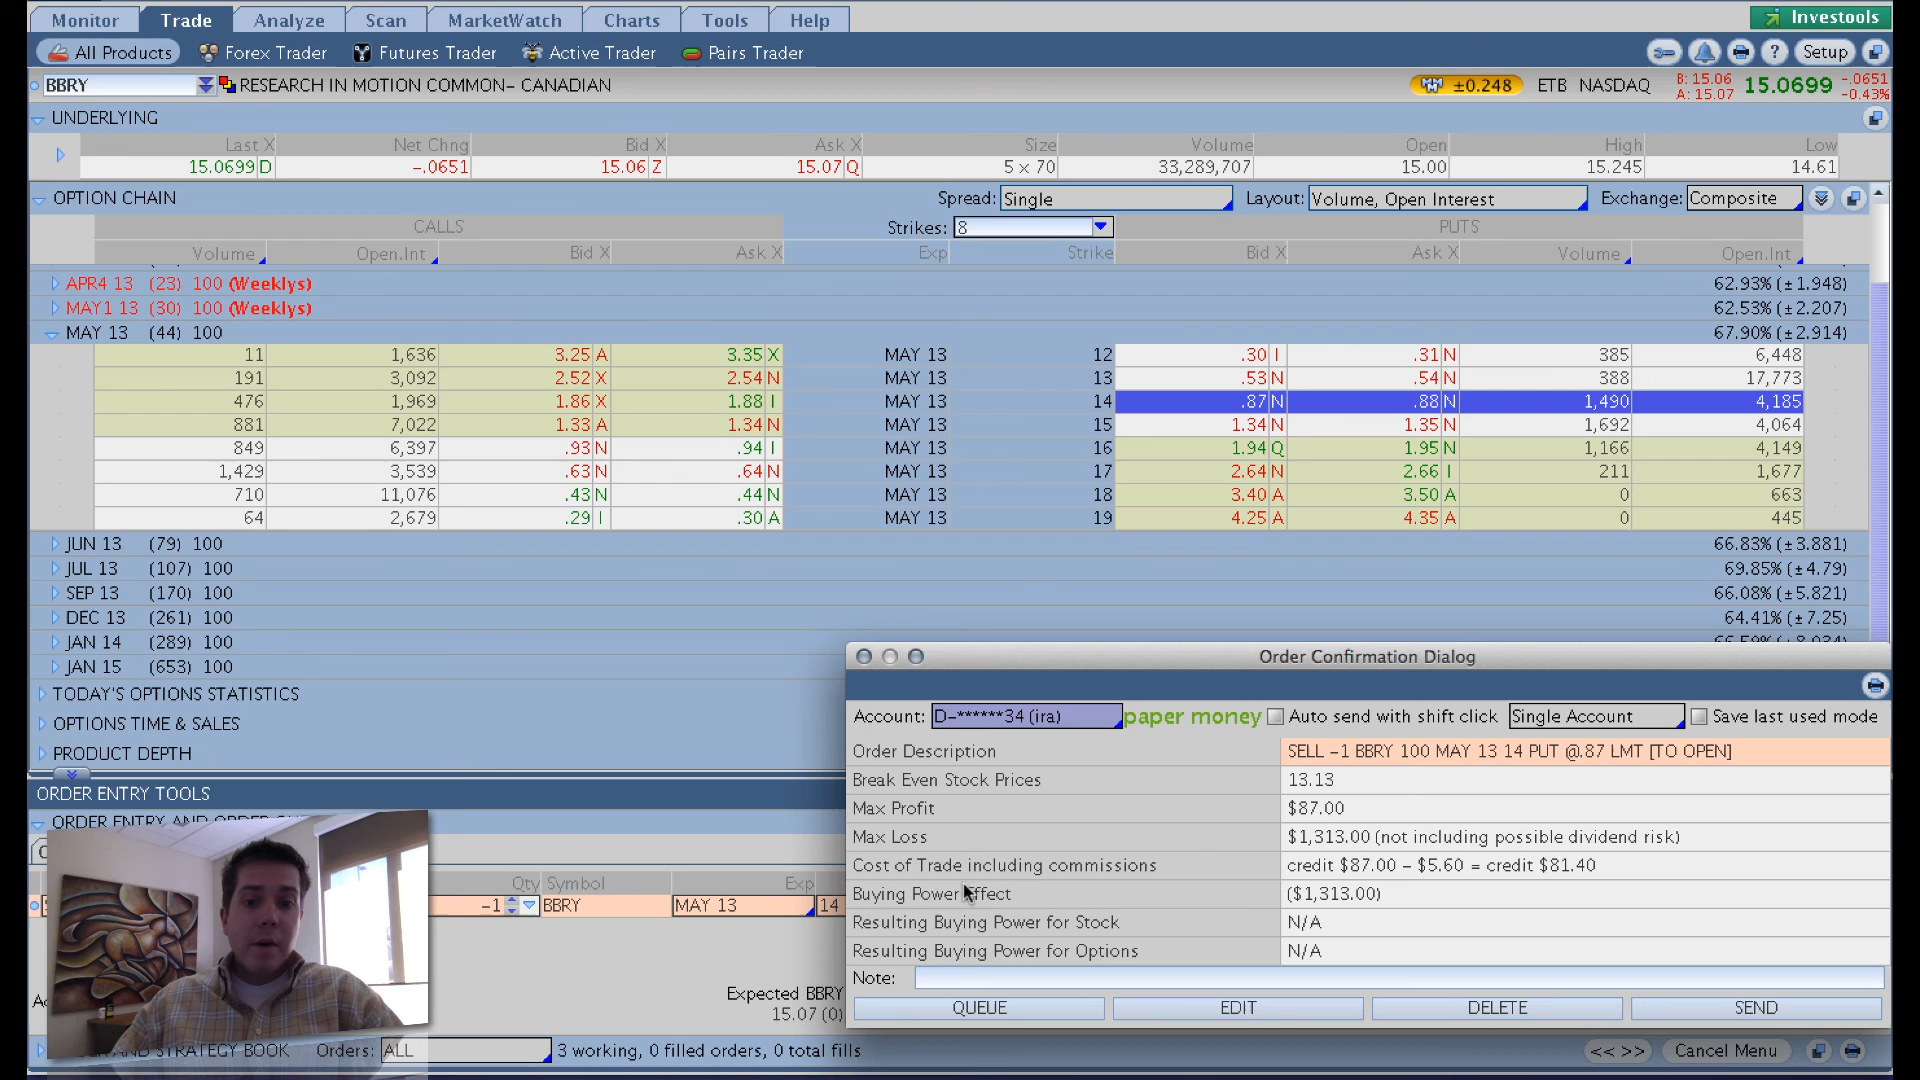 Monitor Trade Analyze Scan MarketWatch Charts Tools Help Investools
All Products Forex Trader Futures Trader Active Trader Pairs Trader ? Setup
BBRY RESEARCH IN MOTION COMMON- CANADIAN ±0.248 ETB NASDAQ B: 15.06 A: 15.07 15.0699 -.0651 -0.43%
UNDERLYING
Last X Net Chng Bid X Ask X Size Volume Open High Low
15.0699 D -.0651 15.06 Z 15.07 Q 5 x 70 33,289,707 15.00 15.245 14.61
OPTION CHAIN Spread: Single Layout: Volume, Open Interest Exchange: Composite
CALLS Strikes: 8 PUTS
Volume Open.Int Bid X Ask X Exp Strike Bid X Ask X Volume Open.Int
APR4 13 (23) 100 (Weeklys) 62.93% (±1.948)
MAY1 13 (30) 100 (Weeklys) 62.53% (±2.207)
MAY 13 (44) 100 67.90% (±2.914)
11 1,636 3.25 A 3.35 X MAY 13 12 .30 I .31 N 385 6,448
191 3,092 2.52 X 2.54 N MAY 13 13 .53 N .54 N 388 17,773
476 1,969 1.86 X 1.88 I MAY 13 14 .87 N .88 N 1,490 4,185
881 7,022 1.33 A 1.34 N MAY 13 15 1.34 N 1.35 N 1,692 4,064
849 6,397 .93 N .94 I MAY 13 16 1.94 Q 1.95 N 1,166 4,149
1,429 3,539 .63 N .64 N MAY 13 17 2.64 N 2.66 I 211 1,677
710 11,076 .43 N .44 N MAY 13 18 3.40 A 3.50 A 0 663
64 2,679 .29 I .30 A MAY 13 19 4.25 A 4.35 A 0 445
JUN 13 (79) 100 66.83% (±3.881)
JUL 13 (107) 100 69.85% (±4.79)
SEP 13 (170) 100 66.08% (±5.821)
DEC 13 (261) 100 64.41% (±7.25)
JAN 14 (289) 100
JAN 15 (653) 100
TODAY'S OPTIONS STATISTICS
OPTIONS TIME & SALES
PRODUCT DEPTH
ORDER ENTRY TOOLS
ORDER ENTRY AND
Qty Symbol Exp
-1 BBRY MAY 13 14
Expected BBRY
15.07 (0)
AND STRATEGY BOOK Orders: ALL 3 working, 0 filled orders, 0 total fills << >> Cancel Menu
Order Confirmation Dialog
Account: D-******34 (ira) paper money Auto send with shift click Single Account Save last used mode
Order Description SELL -1 BBRY 100 MAY 13 14 PUT @.87 LMT [TO OPEN]
Break Even Stock Prices 13.13
Max Profit $87.00
Max Loss $1,313.00 (not including possible dividend risk)
Cost of Trade including commissions credit $87.00 - $5.60 = credit $81.40
Buying Power Effect ($1,313.00)
Resulting Buying Power for Stock N/A
Resulting Buying Power for Options N/A
Note:
QUEUE EDIT DELETE SEND